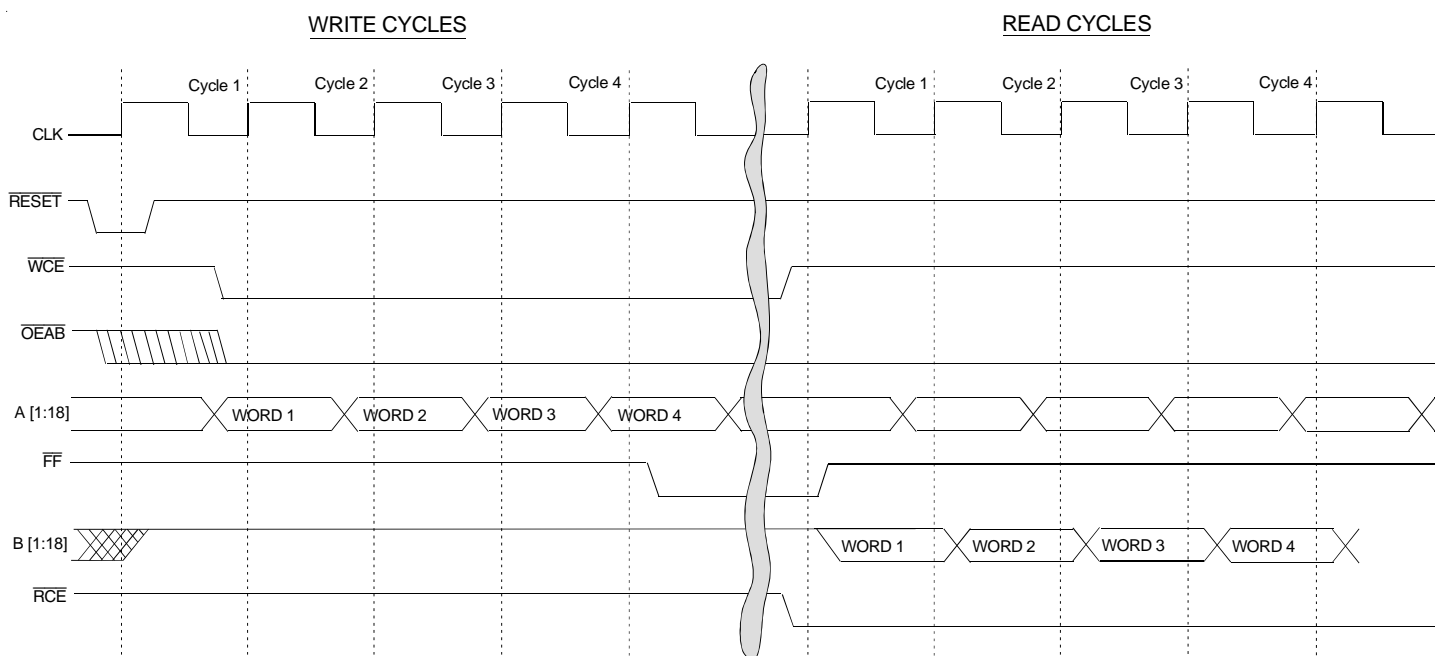 WRITE CYCLES
READ CYCLES
Cycle 1 Cycle 2 Cycle 3 Cycle 4 Cycle 1 Cycle 2 Cycle 3 Cycle 4
CLK
RESET
WCE
OEAB
A [1:18] WORD 1 WORD 2 WORD 3 WORD 4
FF
B [1:18] WORD 1 WORD 2 WORD 3 WORD 4
RCE